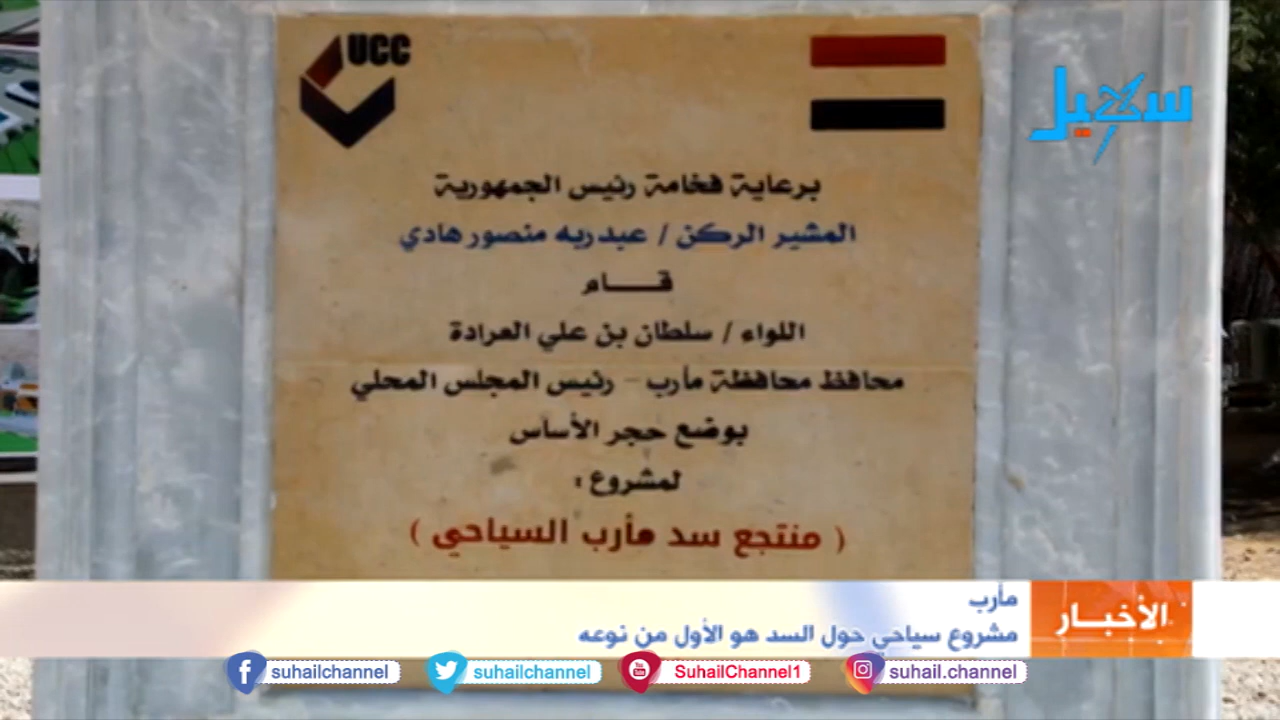 UCC
سهيل
برعاية فخامة رئيس الجمهورية
المشير الركن / عبدربه منصور هادي
قـــــام
اللواء / سلطان بن علي العرادة
محافظ محافظة مأرب - رئيس المجلس المحلي
بوضع حجر الأساس
لمشروع :
( منتجع سد مأرب السياحي )
الأخبـار
مأرب
مشروع سياحي حول السد هو الأول من نوعه
suhailchannel
suhailchannel
SuhailChannel1
suhail.channel